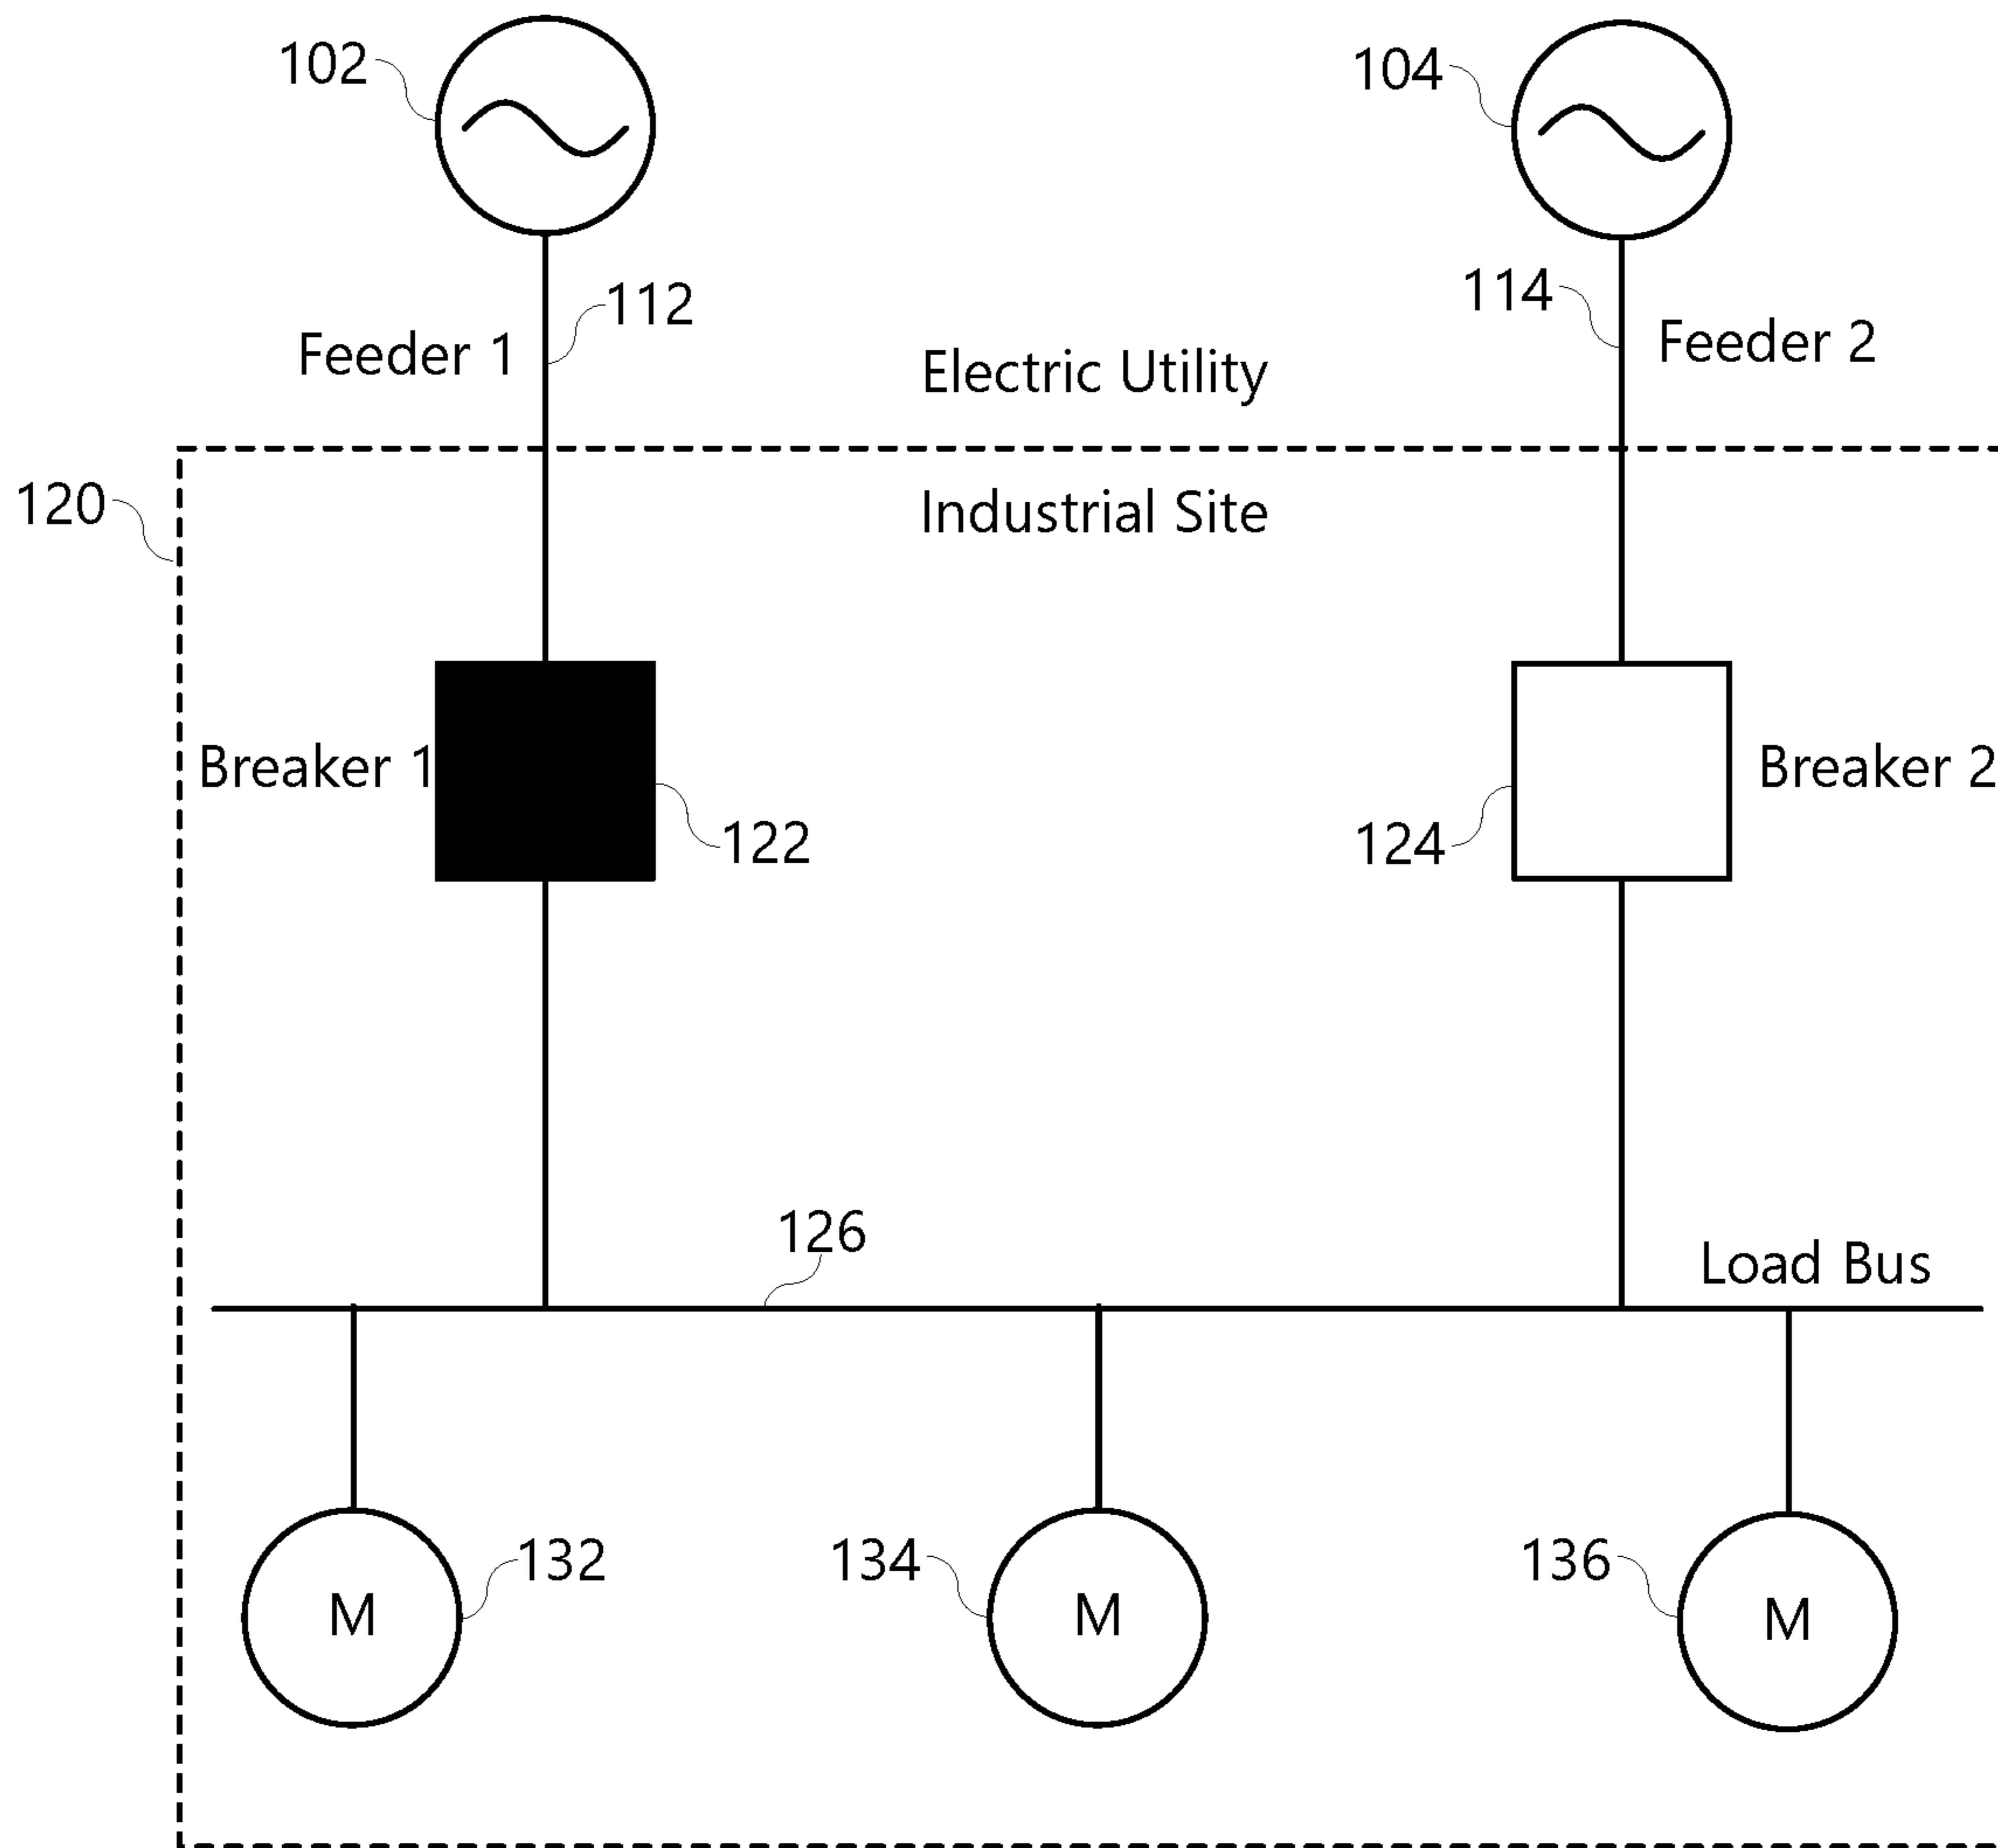 102
104
112
114
Feeder 1
Feeder 2
Electric Utility
120
Industrial Site
Breaker 1
Breaker 2
122
124
126
Load Bus
132
134
136
M
M
M